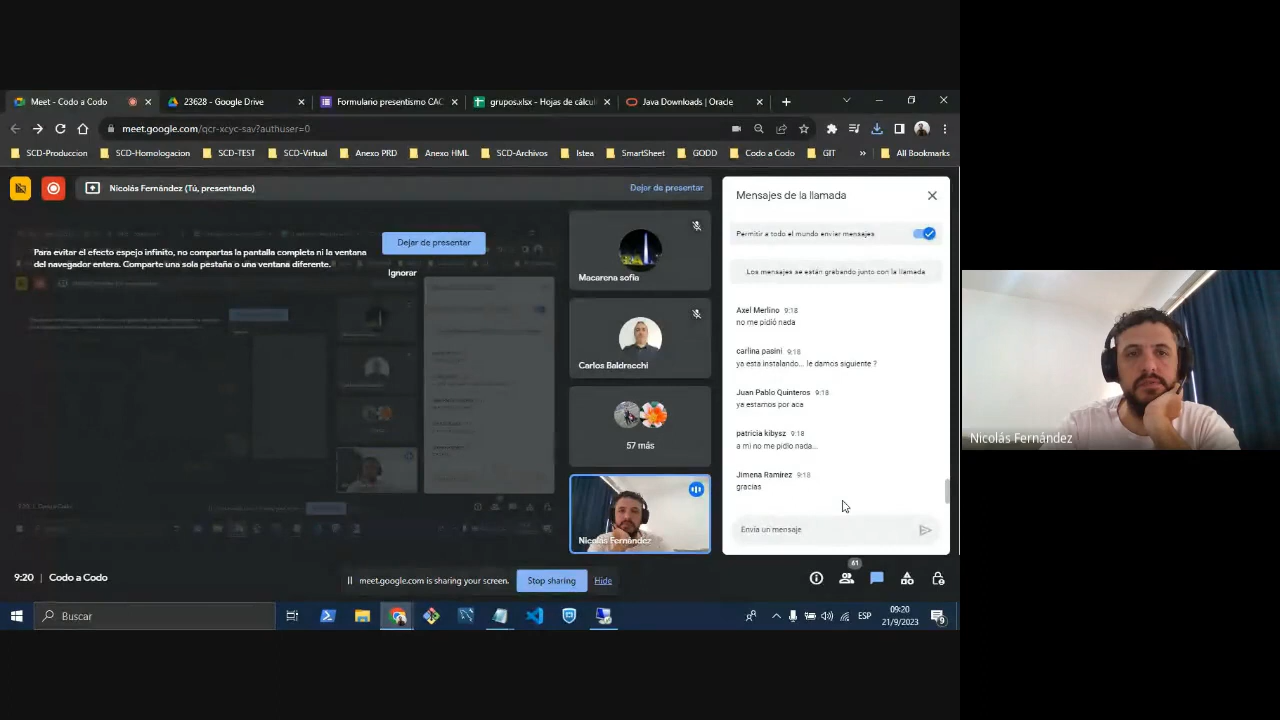 Meet - Codo a Codo
23628 - Google Drive
Formulario presentismo CAC
grupos.xlsx - Hojas de cálcu
Java Downloads | Oracle
meet.google.com/qcr-xcyc-sav?authuser=0
SCD-Produccion
SCD-Homologacion
SCD-TEST
SCD-Virtual
Anexo PRD
Anexo HML
SCD-Archivos
Istea
SmartSheet
GODD
Codo a Codo
GIT
»
All Bookmarks
Nicolás Fernández (Tú, presentando)
Dejar de presentar
Para evitar el efecto espejo infinito, no compartas la pantalla completa ni la ventana
del navegador entera. Comparte una sola pestaña o una ventana diferente.
Dejar de presentar
Ignorar
Macarena sofia
Carlos Baldracchi
57 más
Nicolás Fernández
Mensajes de la llamada
Permitir a todo el mundo enviar mensajes
Los mensajes se están grabando junto con la llamada
Axel Merlino 9:18
no me pidió nada
carlina pasini 9:18
ya esta instalando... le damos siguiente ?
Juan Pablo Quinteros 9:18
ya estamos por aca
patricia kibysz 9:18
a mi no me pidio nada...
Jimena Ramírez 9:18
gracias
Envía un mensaje
9:20 | Codo a Codo
meet.google.com is sharing your screen.
Stop sharing
Hide
61
Buscar
ESP
09:20
21/9/2023
9
Nicolás Fernández